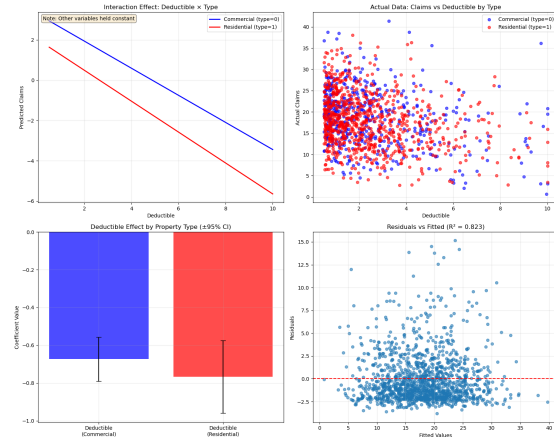 Interaction Effect: Deductible × Type
Note: Other variables held constant
Commercial (type=0)
Residential (type=1)
Predicted Claims
2
0
−2
−4
−6
2
4
6
8
10
Deductible
Actual Data: Claims vs Deductible by Type
Commercial (type=0)
Residential (type=1)
Actual Claims
40
35
30
25
20
15
10
5
0
2
4
6
8
10
Deductible
Deductible Effect by Property Type (±95% CI)
Coefficient Value
0.0
−0.2
−0.4
−0.6
−0.8
−1.0
Deductible
(Commercial)
Deductible
(Residential)
Residuals vs Fitted (R² = 0.823)
Residuals
15.0
12.5
10.0
7.5
5.0
2.5
0.0
−2.5
0
5
10
15
20
25
30
35
40
Fitted Values